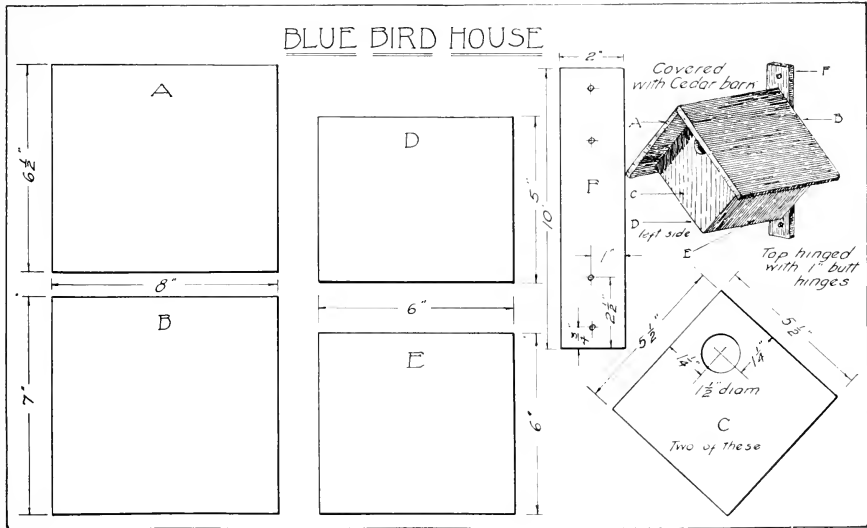 BLUE BIRD HOUSE
A
6½"
8"
B
7"
D
5"
6"
E
6"
2"
10"
F
1"
2½"
¾"
Covered
with Cedar bark
F
A
B
C
D
left side
E
Top hinged
with 1" butt
hinges
5½"
5½"
1¼"
1¼"
1½" diam
C
Two of these